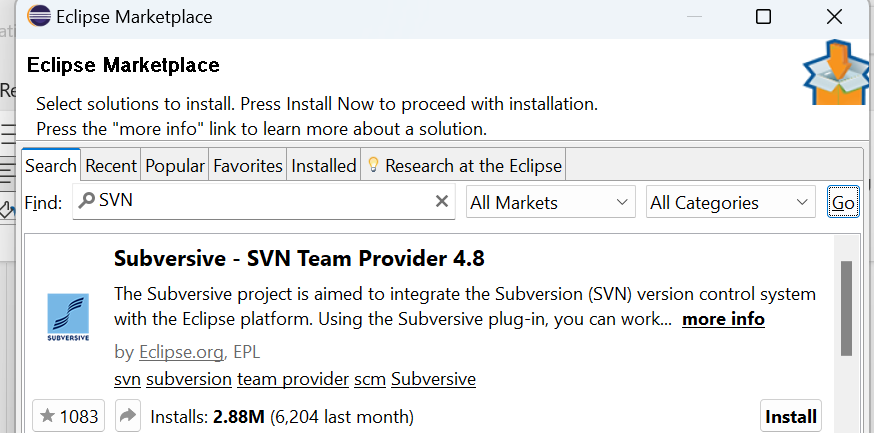 Eclipse Marketplace
Eclipse Marketplace
Select solutions to install. Press Install Now to proceed with installation.
Press the "more info" link to learn more about a solution.
Search Recent Popular Favorites Installed Research at the Eclipse
Find: SVN All Markets All Categories Go
Subversive - SVN Team Provider 4.8
The Subversive project is aimed to integrate the Subversion (SVN) version control system
with the Eclipse platform. Using the Subversive plug-in, you can work... more info
SUBVERSIVE
by Eclipse.org, EPL
svn subversion team provider scm Subversive
1083 Installs: 2.88M (6,204 last month) Install